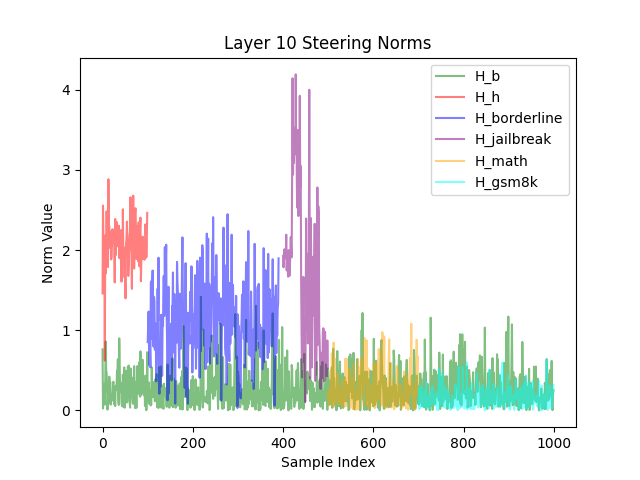 Layer 10 Steering Norms
H_b
H_h
H_borderline
H_jailbreak
H_math
H_gsm8k
4
3
2
1
0
Norm Value
0
200
400
600
800
1000
Sample Index